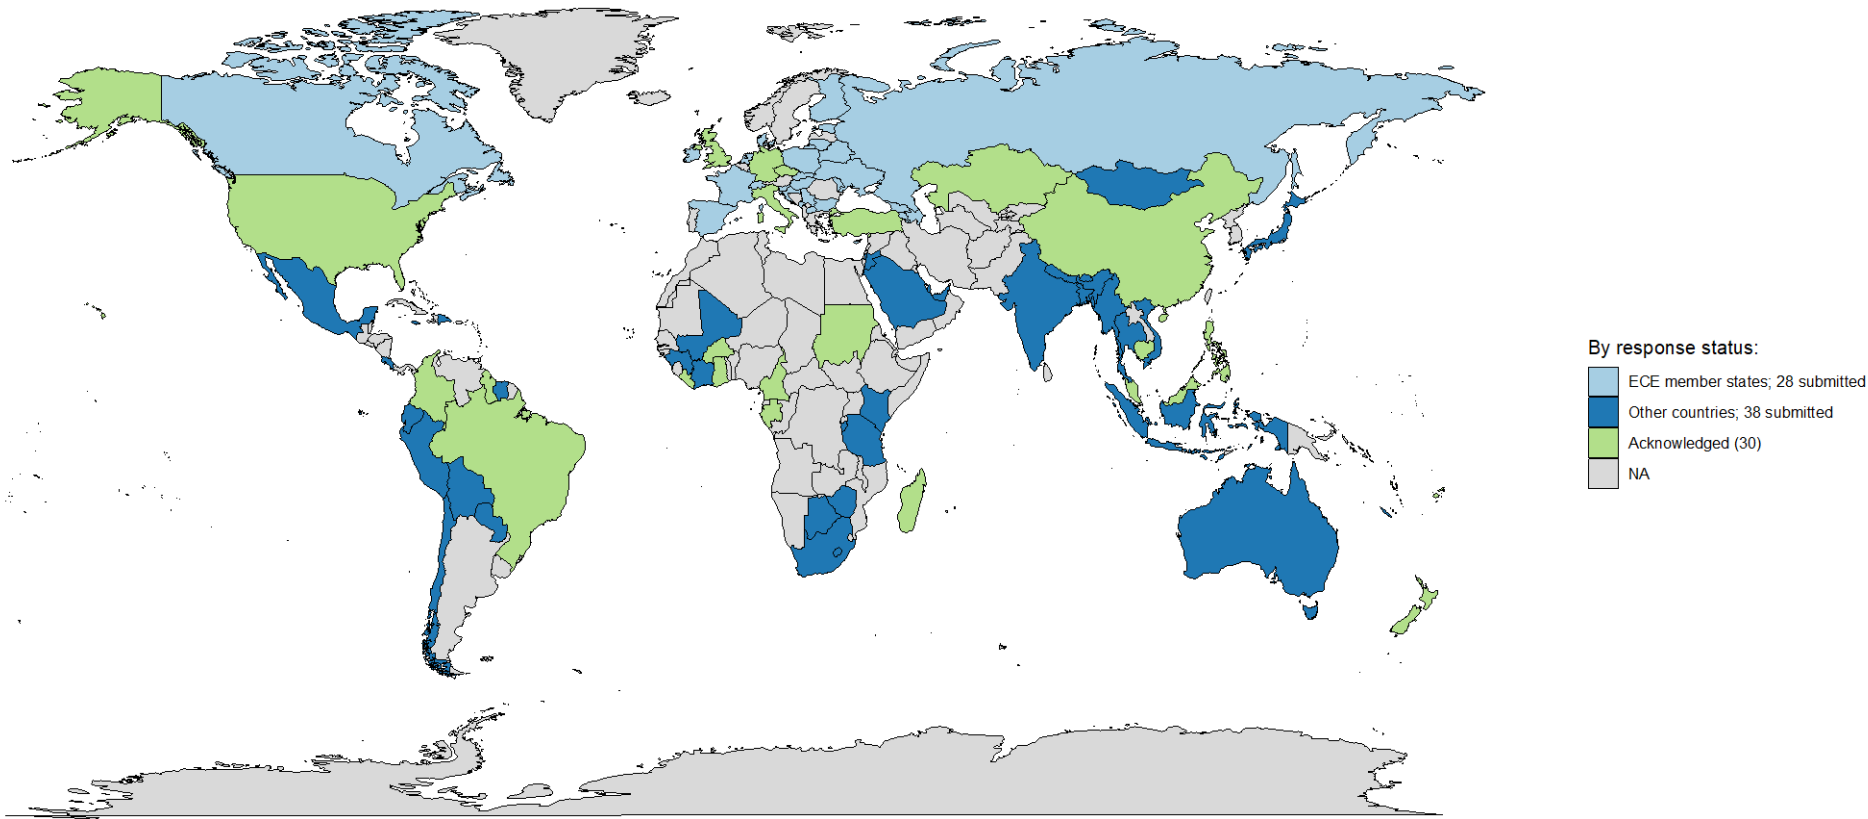 By response status:
ECE member states; 28 submitted
Other countries; 38 submitted
Acknowledged (30)
NA